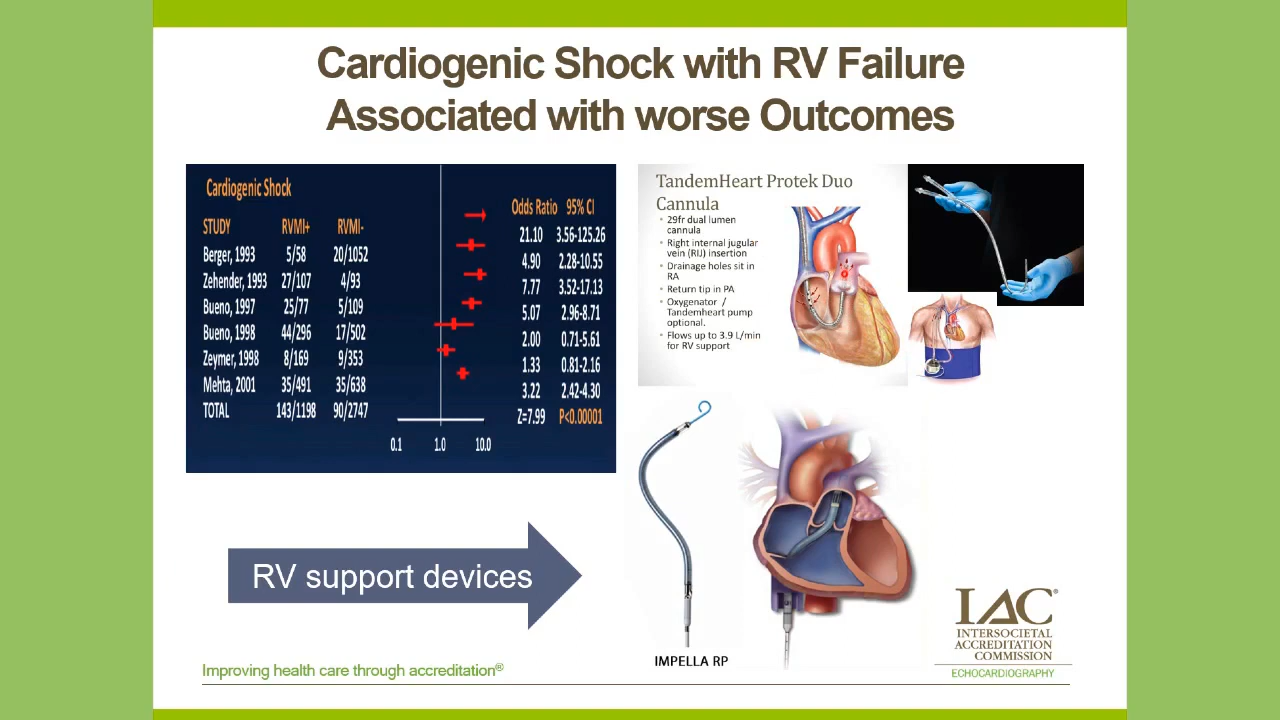 Cardiogenic Shock with RV Failure
Associated with worse Outcomes
Cardiogenic Shock
STUDY RVMI+ RVMI- Odds Ratio 95% CI
Berger, 1993 5/58 20/1052 21.10 3.56-125.26
Zehender, 1993 27/107 4/93 4.90 2.28-10.55
Bueno, 1997 25/77 5/109 7.77 3.52-17.13
Bueno, 1998 44/296 17/502 5.07 2.96-8.71
Zeymer, 1998 8/169 9/353 2.00 0.71-5.61
Mehta, 2001 35/491 35/638 1.33 0.81-2.16
TOTAL 143/1198 90/2747 3.22 2.42-4.30
Z=7.99 P<0.00001
0.1 1.0 10.0
TandemHeart Protek Duo
Cannula
• 29fr dual lumen
cannula
• Right internal jugular
vein (RIJ) insertion
• Drainage holes sit in
RA
• Return tip in PA
• Oxygenator /
Tandemheart pump
optional.
• Flows up to 3.9 L/min
for RV support
RV support devices
IMPELLA RP
IAC®
INTERSOCIETAL
ACCREDITATION
COMMISSION
ECHOCARDIOGRAPHY
Improving health care through accreditation®